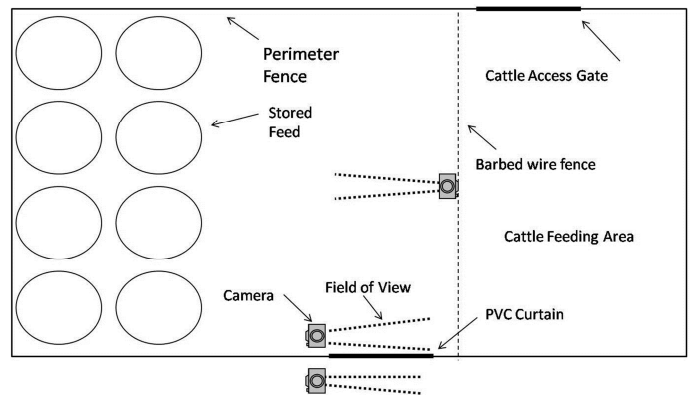 Perimeter
Fence
Cattle Access Gate
Stored
Feed
Barbed wire fence
Cattle Feeding Area
Camera
Field of View
PVC Curtain